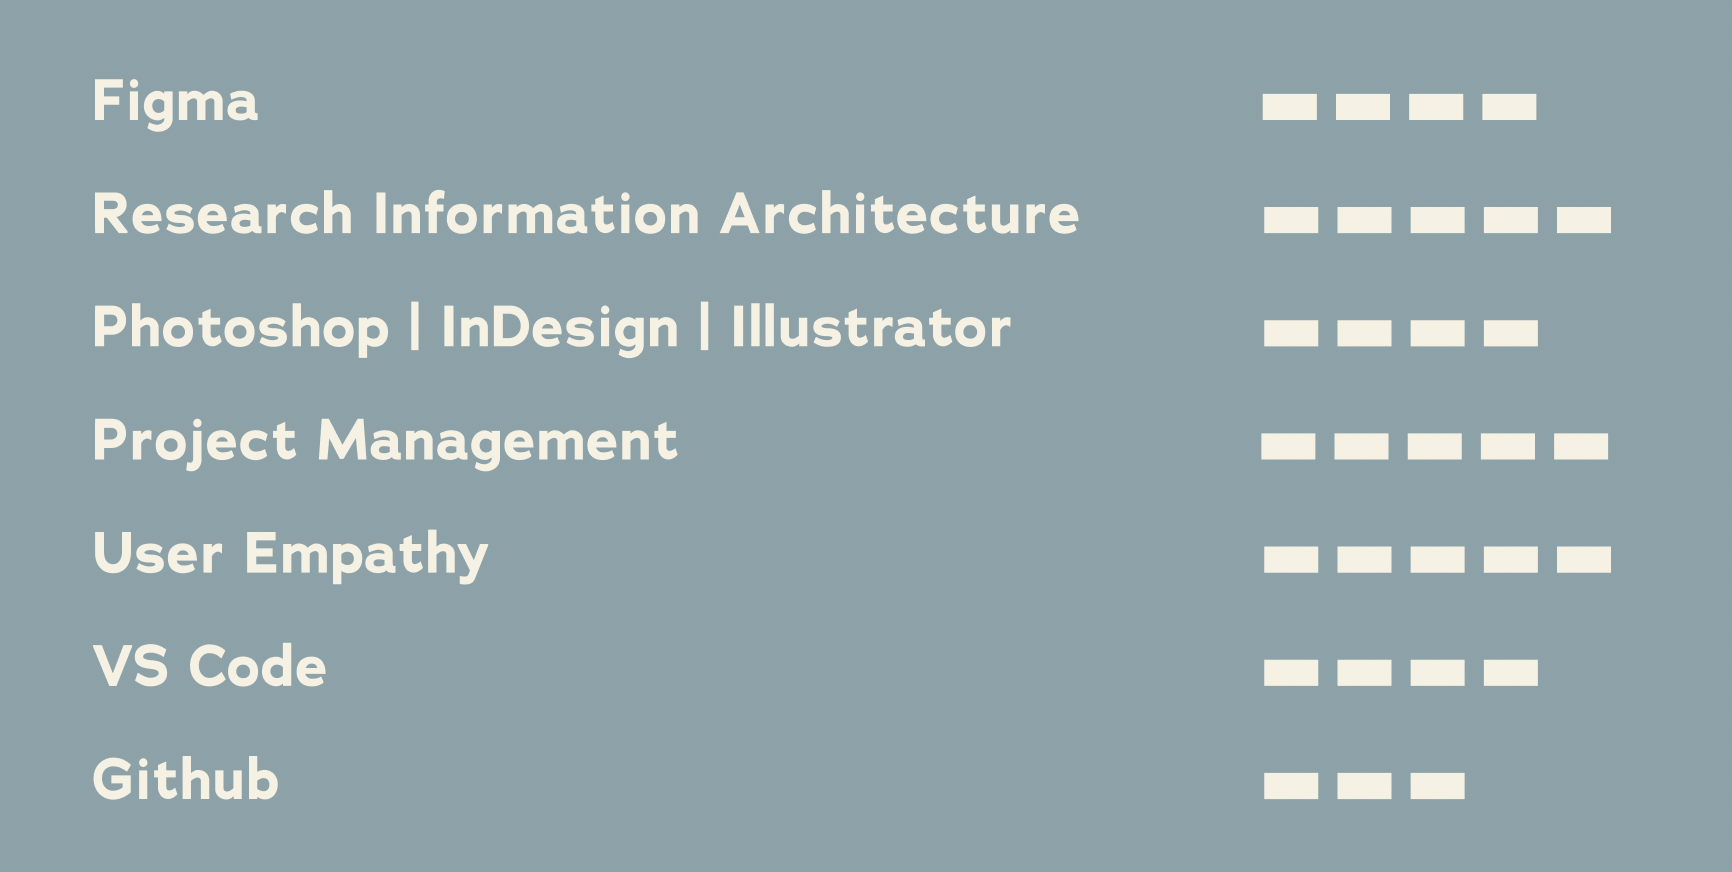 Figma
Research Information Architecture
Photoshop | InDesign | Illustrator
Project Management
User Empathy
VS Code
Github